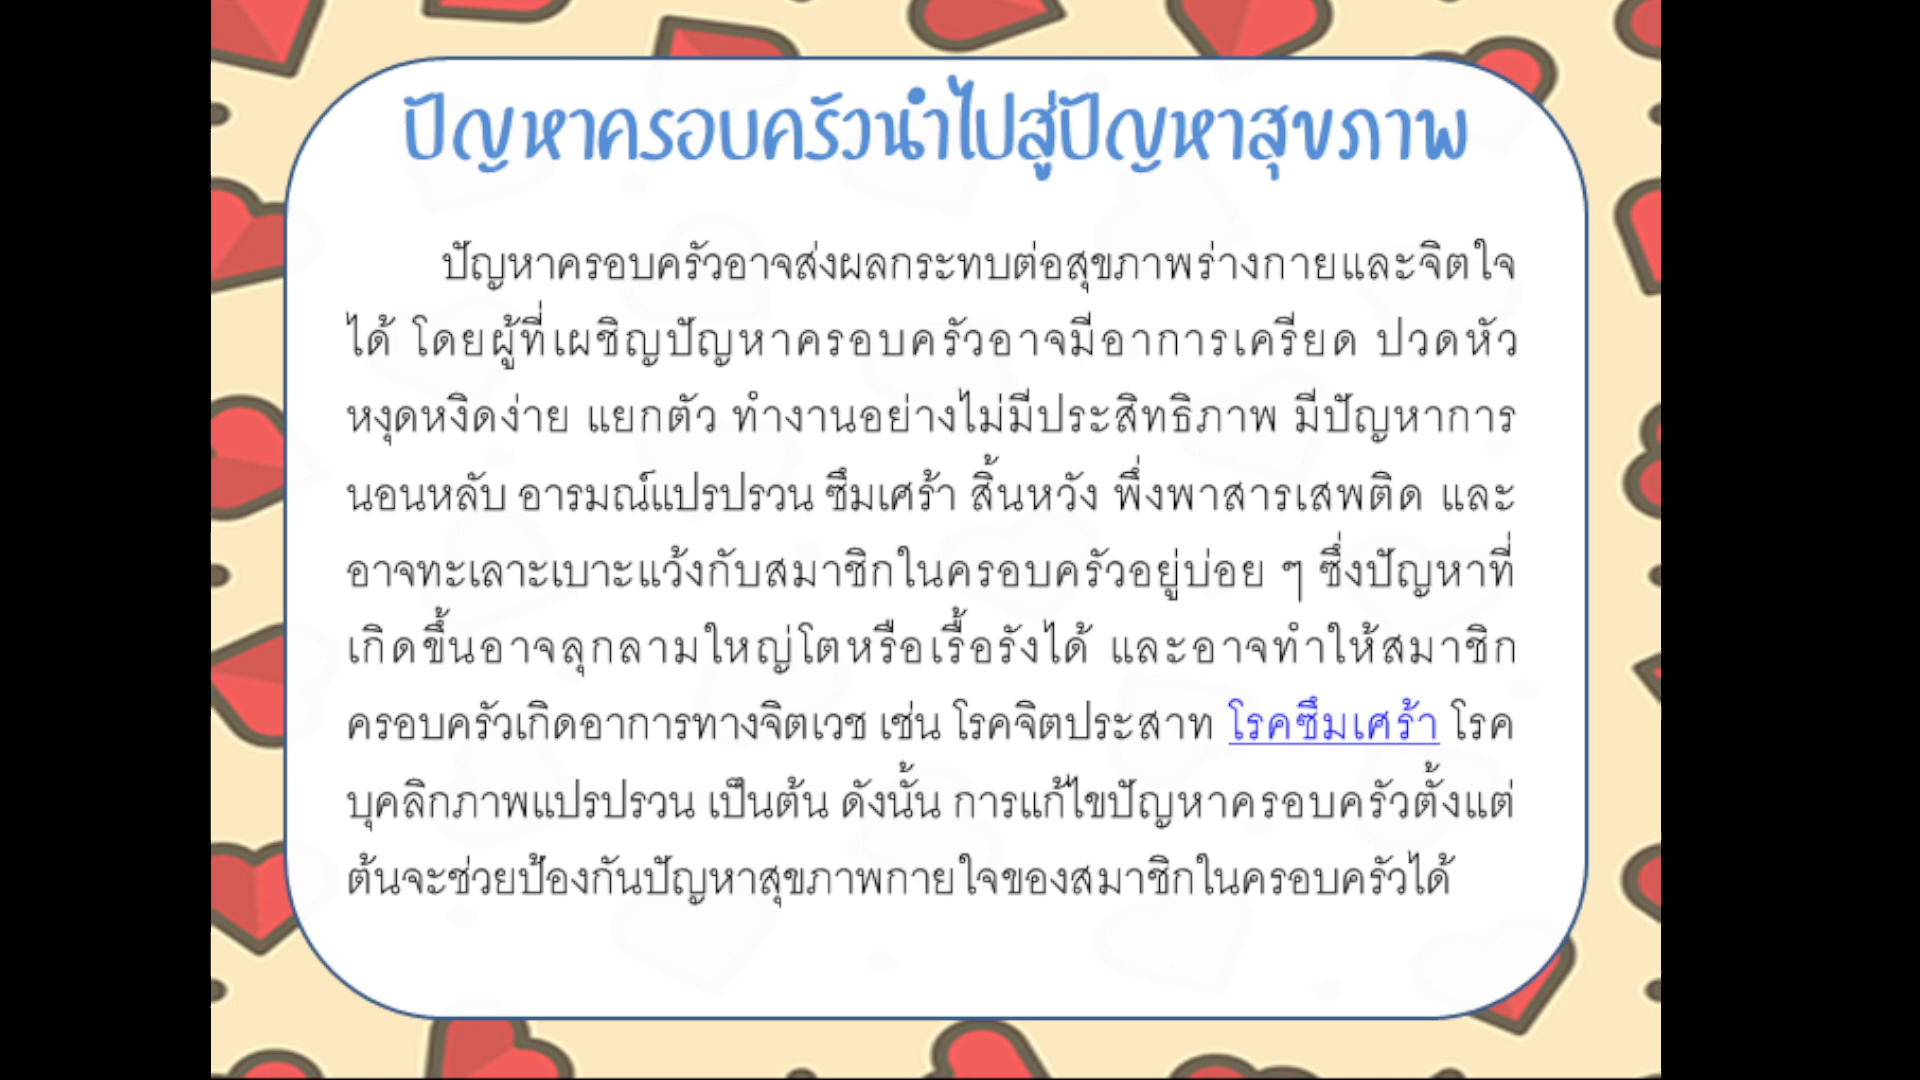 ปัญหาครอบครัวนำไปสู่ปัญหาสุขภาพ
ปัญหาครอบครัวอาจส่งผลกระทบต่อสุขภาพร่างกายและจิตใจ
ได้ โดยผู้ที่เผชิญปัญหาครอบครัวอาจมีอาการเครียด ปวดหัว
หงุดหงิดง่าย แยกตัว ทำงานอย่างไม่มีประสิทธิภาพ มีปัญหาการ
นอนหลับ อารมณ์แปรปรวน ซึมเศร้า สิ้นหวัง พึ่งพาสารเสพติด และ
อาจทะเลาะเบาะแว้งกับสมาชิกในครอบครัวอยู่บ่อย ๆ ซึ่งปัญหาที่
เกิดขึ้นอาจลุกลามใหญ่โตหรือเรื้อรังได้ และอาจทำให้สมาชิก
ครอบครัวเกิดอาการทางจิตเวช เช่น โรคจิตประสาท โรคซึมเศร้า โรค
บุคลิกภาพแปรปรวน เป็นต้น ดังนั้น การแก้ไขปัญหาครอบครัวตั้งแต่
ต้นจะช่วยป้องกันปัญหาสุขภาพกายใจของสมาชิกในครอบครัวได้